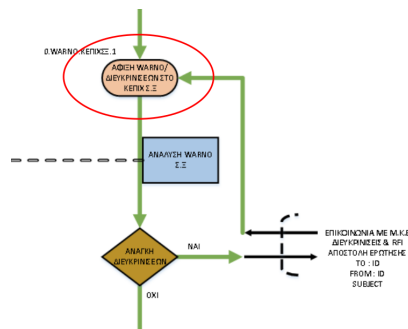 0.WARNO.ΚΕΠΙΧΣΞ.1
ΑΦΙΞΗ WARNO/
ΔΙΕΥΚΡΙΝΙΣΕΩΝ ΣΤΟ
ΚΕΠΙΧ Σ.Ξ
ΑΝΑΛΥΣΗ WARNO
Σ.Ξ
ΑΝΑΓΚΗ
ΔΙΕΥΚΡΙΝΙΣΕΩΝ
ΝΑΙ
ΟΧΙ
ΕΠΙΚΟΙΝΩΝΙΑ ΜΕ Μ.Κ.Ε
ΔΙΕΥΚΡΙΝΙΣΕΙΣ & RFI
ΑΠΟΣΤΟΛΗ ΕΡΩΤΗΣΗΣ
TO : ID
FROM : ID
SUBJECT